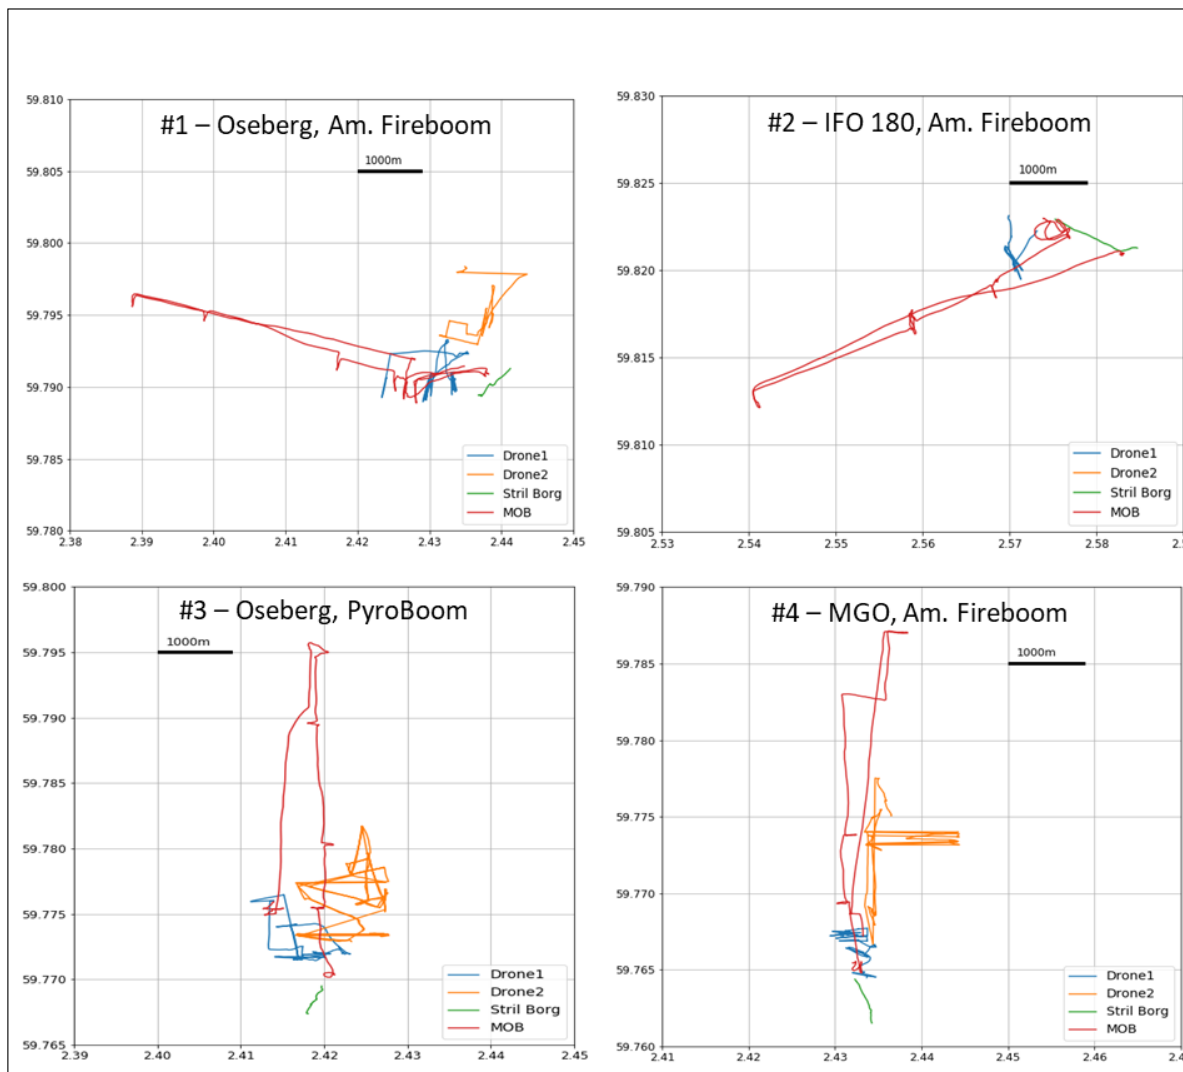 #1 – Oseberg, Am. Fireboom
1000m
59.810
59.805
59.800
59.795
59.790
59.785
59.780
2.38 2.39 2.40 2.41 2.42 2.43 2.44 2.45
Drone1
Drone2
Stril Borg
MOB
#2 – IFO 180, Am. Fireboom
1000m
59.830
59.825
59.820
59.815
59.810
59.805
2.53 2.54 2.55 2.56 2.57 2.58
Drone1
Drone2
Stril Borg
MOB
#3 – Oseberg, PyroBoom
1000m
59.800
59.795
59.790
59.785
59.780
59.775
59.770
59.765
2.39 2.40 2.41 2.42 2.43 2.44 2.45
Drone1
Drone2
Stril Borg
MOB
#4 – MGO, Am. Fireboom
1000m
59.790
59.785
59.780
59.775
59.770
59.765
59.760
2.41 2.42 2.43 2.44 2.45 2.46
Drone1
Drone2
Stril Borg
MOB